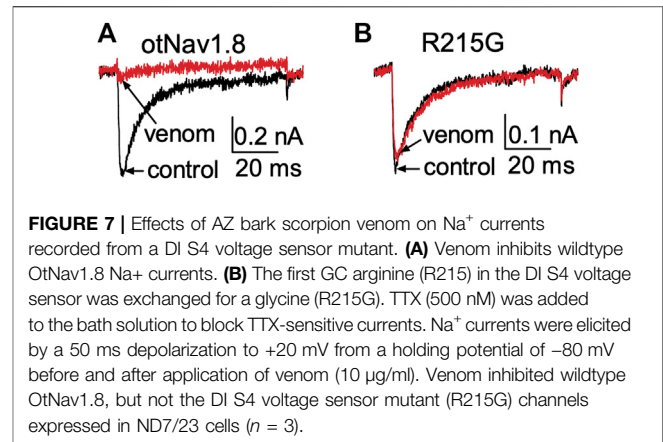 A
otNav1.8
venom
control
0.2 nA
20 ms
B
R215G
venom
control
0.1 nA
20 ms
FIGURE 7 | Effects of AZ bark scorpion venom on Na⁺ currents
recorded from a DI S4 voltage sensor mutant. (A) Venom inhibits wildtype
OtNav1.8 Na+ currents. (B) The first GC arginine (R215) in the DI S4 voltage
sensor was exchanged for a glycine (R215G). TTX (500 nM) was added
to the bath solution to block TTX-sensitive currents. Na⁺ currents were elicited
by a 50 ms depolarization to +20 mV from a holding potential of −80 mV
before and after application of venom (10 μg/ml). Venom inhibited wildtype
OtNav1.8, but not the DI S4 voltage sensor mutant (R215G) channels
expressed in ND7/23 cells (n = 3).